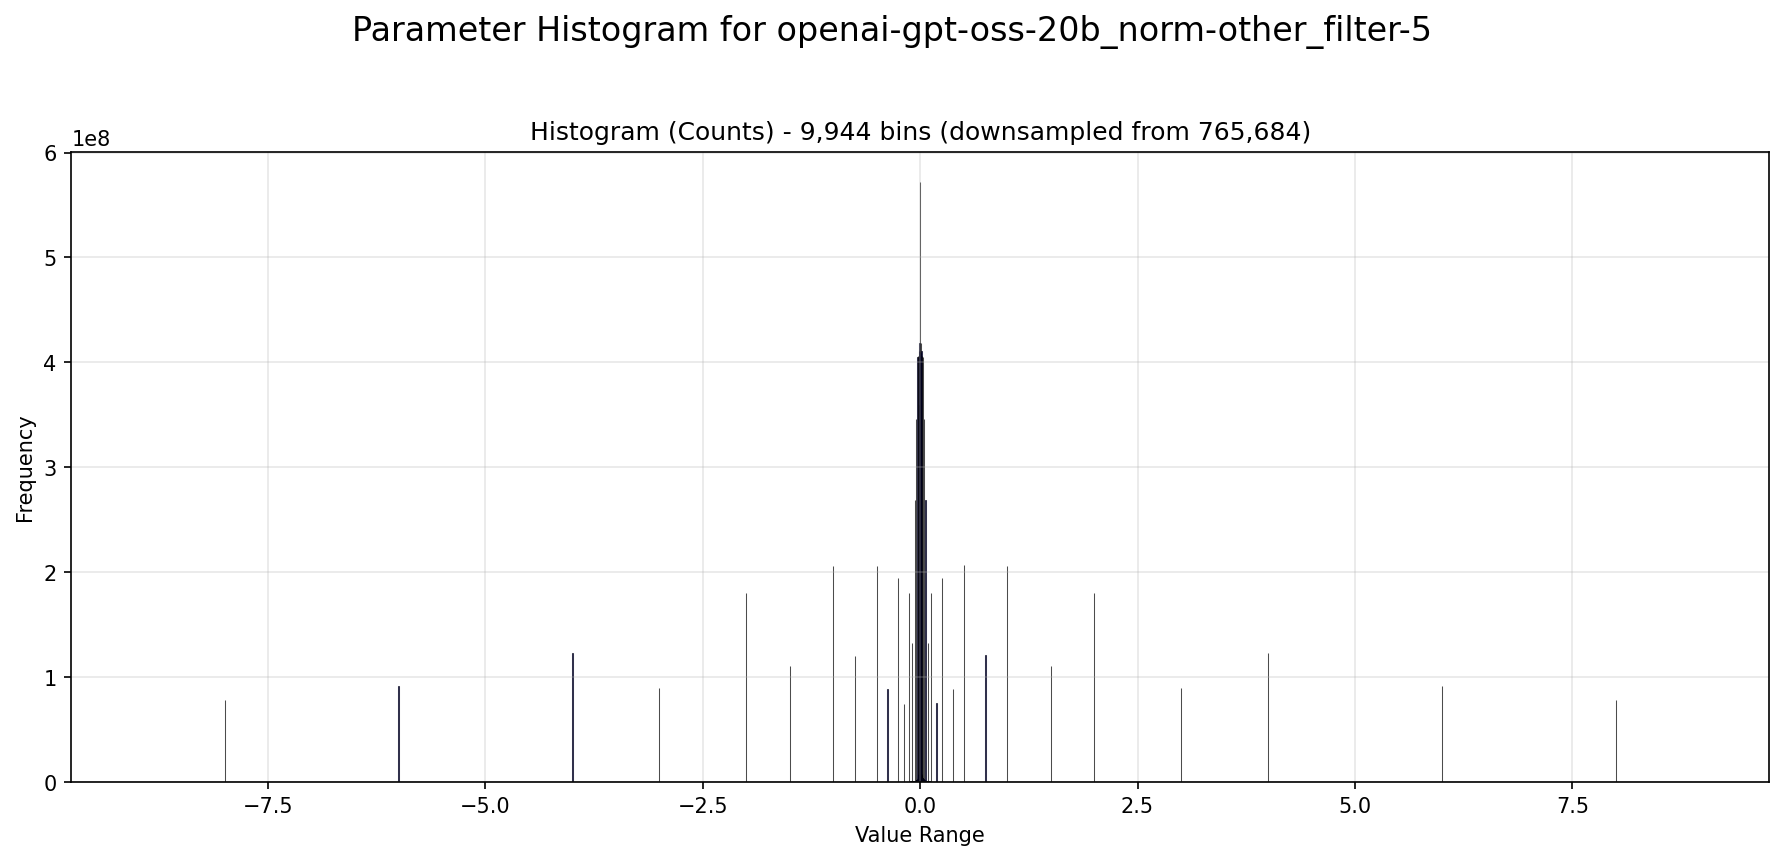 Parameter Histogram for openai-gpt-oss-20b_norm-other_filter-5
Histogram (Counts) - 9,944 bins (downsampled from 765,684)
1e8
6
5
4
3
2
1
0
Frequency
−7.5 −5.0 −2.5 0.0 2.5 5.0 7.5
Value Range